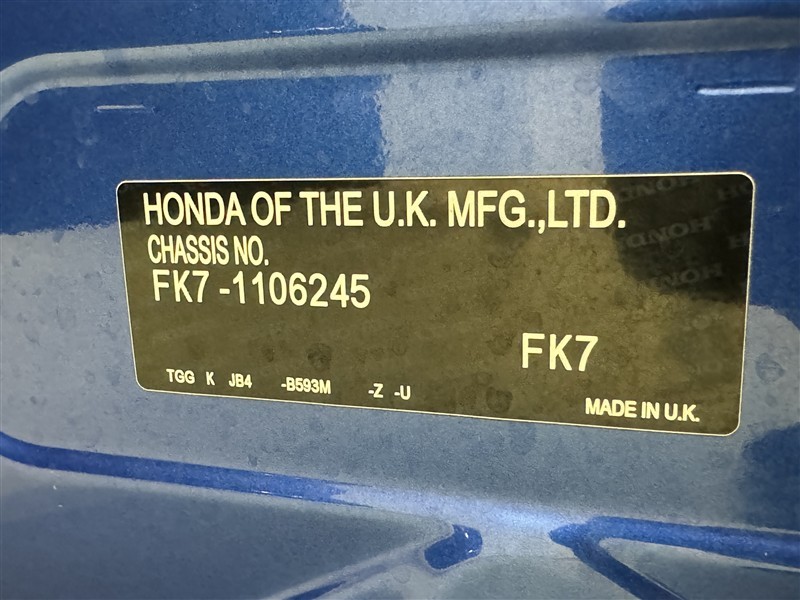 HONDA OF THE U.K. MFG.,LTD.
CHASSIS NO.
FK7 -1106245
FK7
TGG K JB4 -B593M -Z -U
MADE IN U.K.